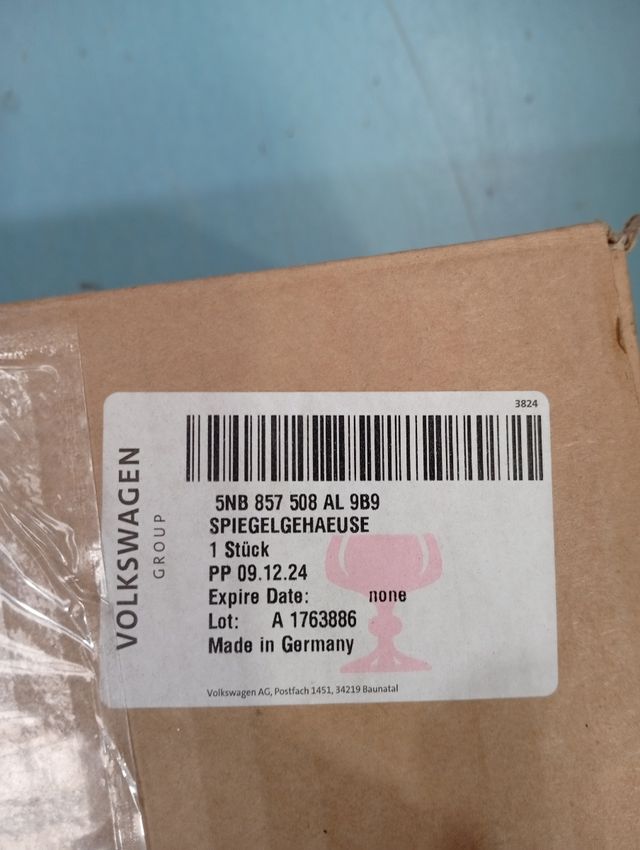 3824
VOLKSWAGEN
GROUP
5NB 857 508 AL 9B9
SPIEGELGEHAEUSE
1 Stück
PP 09.12.24
Expire Date: none
Lot: A 1763886
Made in Germany
Volkswagen AG, Postfach 1451, 34219 Baunatal